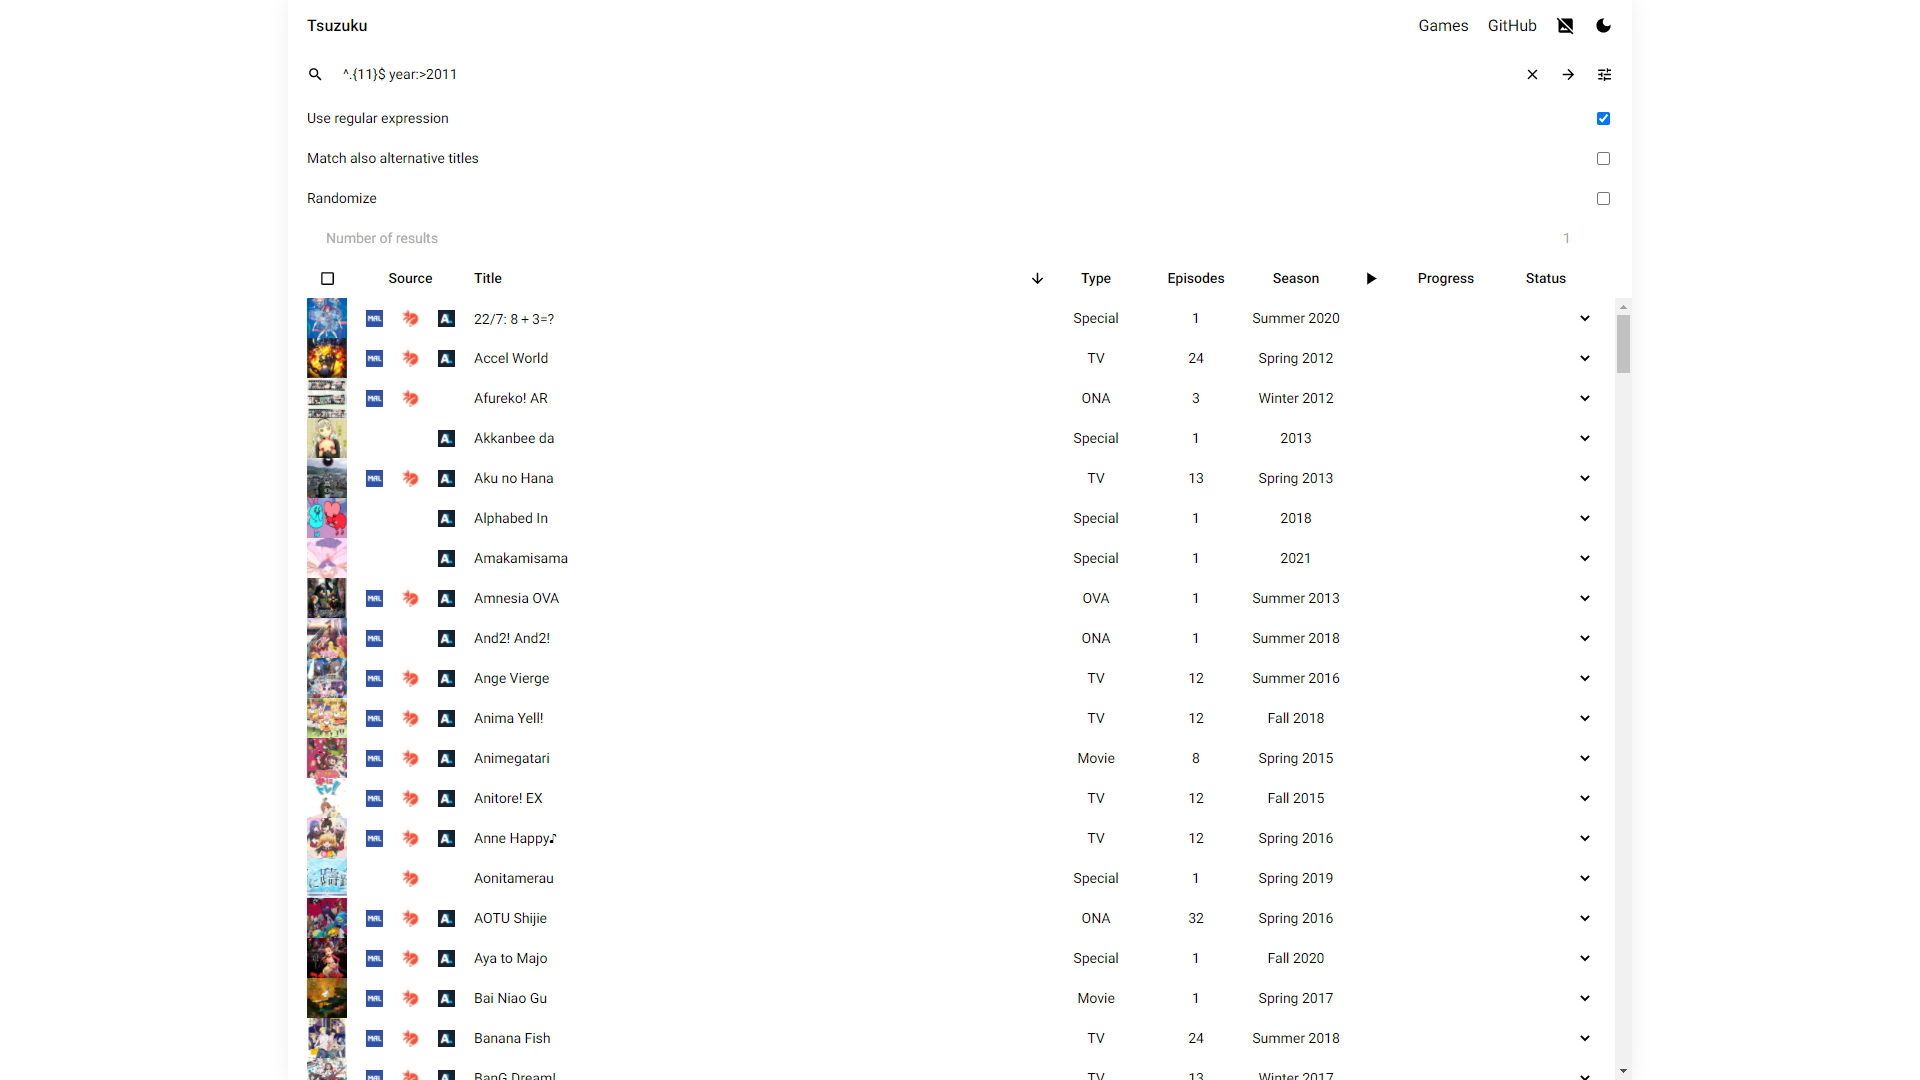 Tsuzuku Games GitHub
^.{11}$ year:>2011
Use regular expression
Match also alternative titles
Randomize
Number of results 1
Source Title Type Episodes Season Progress Status
MAL A 22/7: 8 + 3=? Special 1 Summer 2020
MAL A Accel World TV 24 Spring 2012
MAL Afureko! AR ONA 3 Winter 2012
A Akkanbee da Special 1 2013
MAL A Aku no Hana TV 13 Spring 2013
A Alphabed In Special 1 2018
A Amakamisama Special 1 2021
MAL A Amnesia OVA OVA 1 Summer 2013
MAL A And2! And2! ONA 1 Summer 2018
MAL A Ange Vierge TV 12 Summer 2016
MAL A Anima Yell! TV 12 Fall 2018
MAL A Animegatari Movie 8 Spring 2015
MAL A Anitore! EX TV 12 Fall 2015
MAL A Anne Happy♪ TV 12 Spring 2016
Aonitamerau Special 1 Spring 2019
MAL A AOTU Shijie ONA 32 Spring 2016
MAL A Aya to Majo Special 1 Fall 2020
MAL A Bai Niao Gu Movie 1 Spring 2017
MAL A Banana Fish TV 24 Summer 2018
MAL A BanG Dream! TV 13 Winter 2017